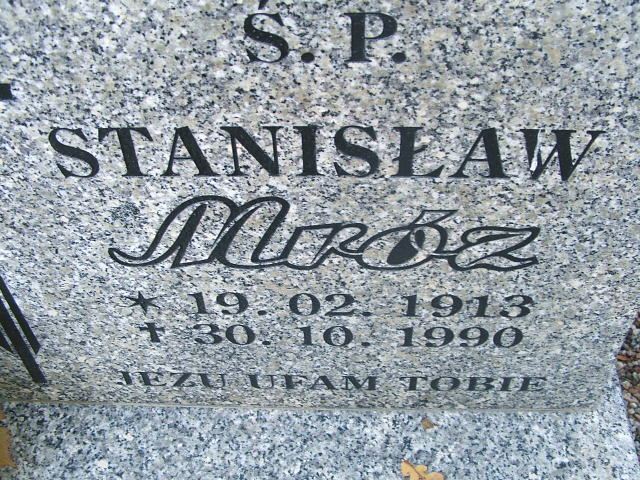 Ś. P.
STANISŁAW
Mróz
★ 19. 02. 1913
✝ 30. 10. 1990
JEZU UFAM TOBIE